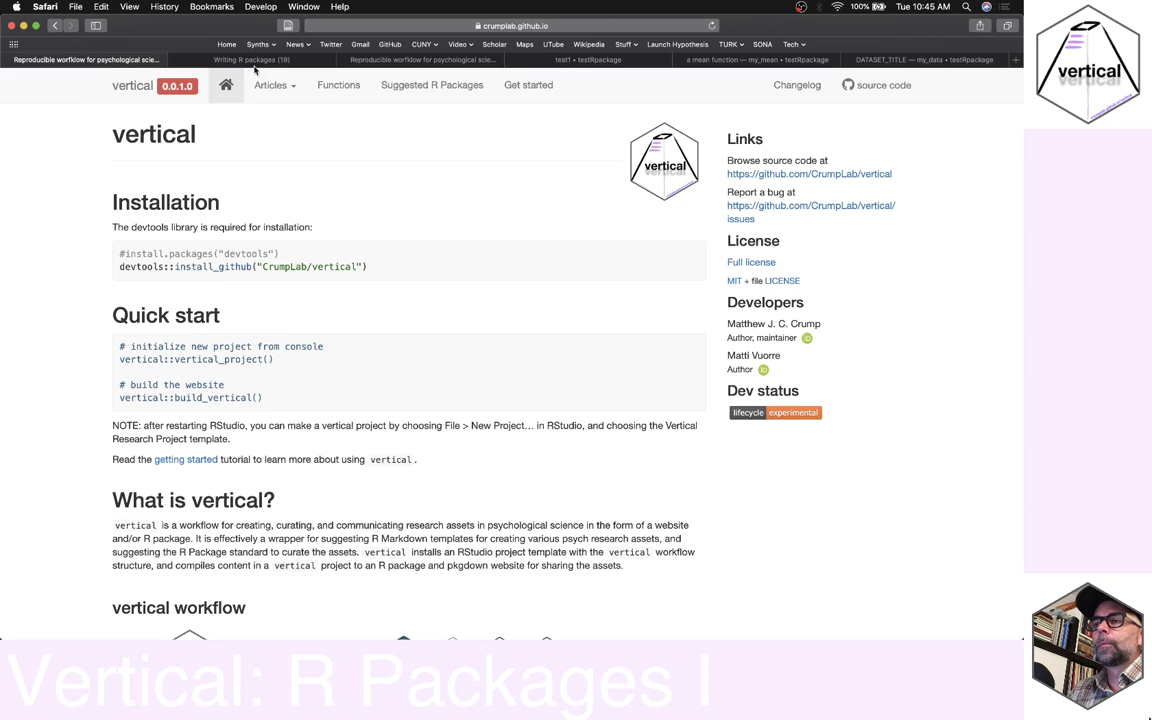 Safari File Edit View History Bookmarks Develop Window Help 100% Tue 10:45 AM
crumplab.github.io
Home Synths News Twitter Gmail GitHub CUNY Video Scholar Maps UTube Wikipedia Stuff Launch Hypothesis TURK SONA Tech
Reproducible worfklow for psychological scie... Writing R packages (19) Reproducible worfklow for psychological scie... test1 • testRpackage a mean function — my_mean • testRpackage DATASET_TITLE — my_data • testRpackage
vertical 0.0.1.0 Articles Functions Suggested R Packages Get started Changelog source code
vertical
vertical
vertical
Installation
The devtools library is required for installation:
#install.packages("devtools")
devtools::install_github("CrumpLab/vertical")
Quick start
# initialize new project from console
vertical::vertical_project()
# build the website
vertical::build_vertical()
NOTE: after restarting RStudio, you can make a vertical project by choosing File > New Project... in RStudio, and choosing the Vertical
Research Project template.
Read the getting started tutorial to learn more about using vertical.
What is vertical?
vertical is a workflow for creating, curating, and communicating research assets in psychological science in the form of a website
and/or R package. It is effectively a wrapper for suggesting R Markdown templates for creating various psych research assets, and
suggesting the R Package standard to curate the assets. vertical installs an RStudio project template with the vertical workflow
structure, and compiles content in a vertical project to an R package and pkgdown website for sharing the assets.
vertical workflow
Links
Browse source code at
https://github.com/CrumpLab/vertical
Report a bug at
https://github.com/CrumpLab/vertical/
issues
License
Full license
MIT + file LICENSE
Developers
Matthew J. C. Crump
Author, maintainer iD
Matti Vuorre
Author iD
Dev status
lifecycle experimental
Vertical: R Packages I